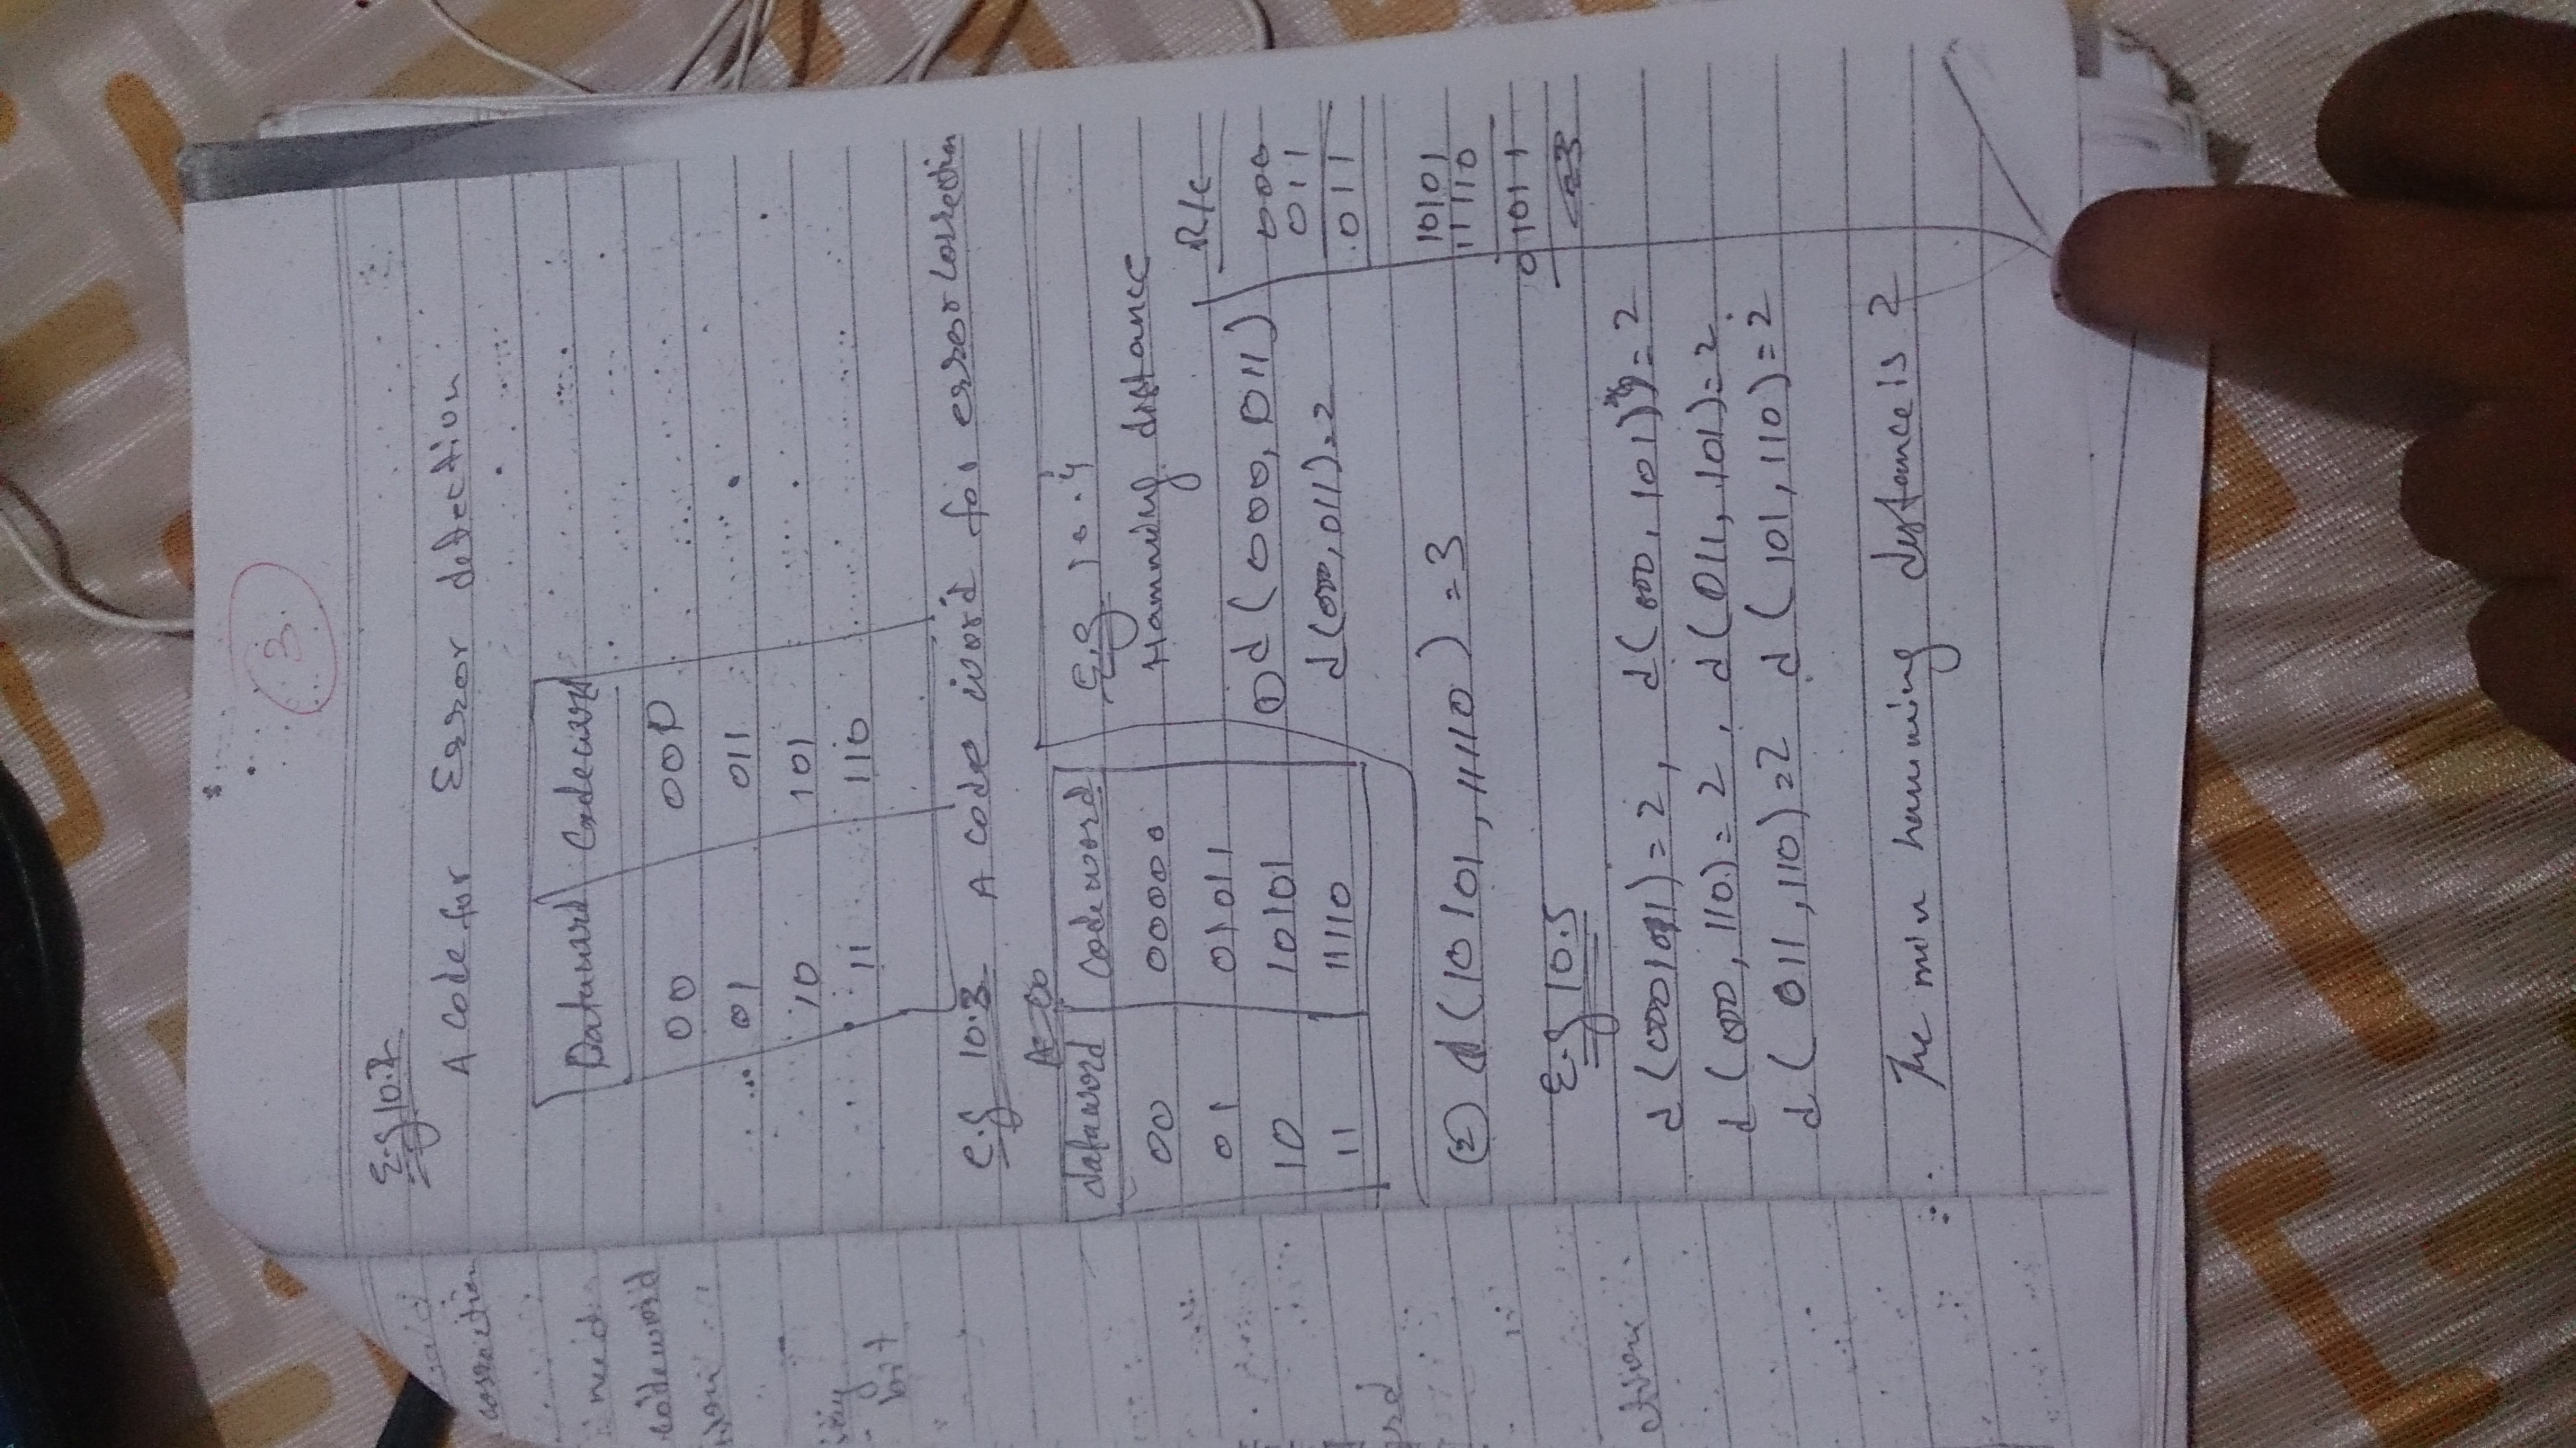 3
E.g 10.2
A code for Error detection
Dataword Codeword
00 000
01 011
10 101
11 110
e.g 10.3 A code word for error correction
A=00
dataword codeword
00 00000
01 01011
10 10101
11 11110
E.g 10.4
Hamming distance
① d(000, 011)
d(000,011)=2
R/c
000
011
011
② d(10101, 11110) = 3
10101
11110
01011
=3
E.g 10.5
d(000,011)=2, d(000, 101)=2
d(000, 110)=2, d(011, 101)=2
d(011,110)=2 d(101, 110)=2
The min hamming distance is 2
correction
need
codeword
bit